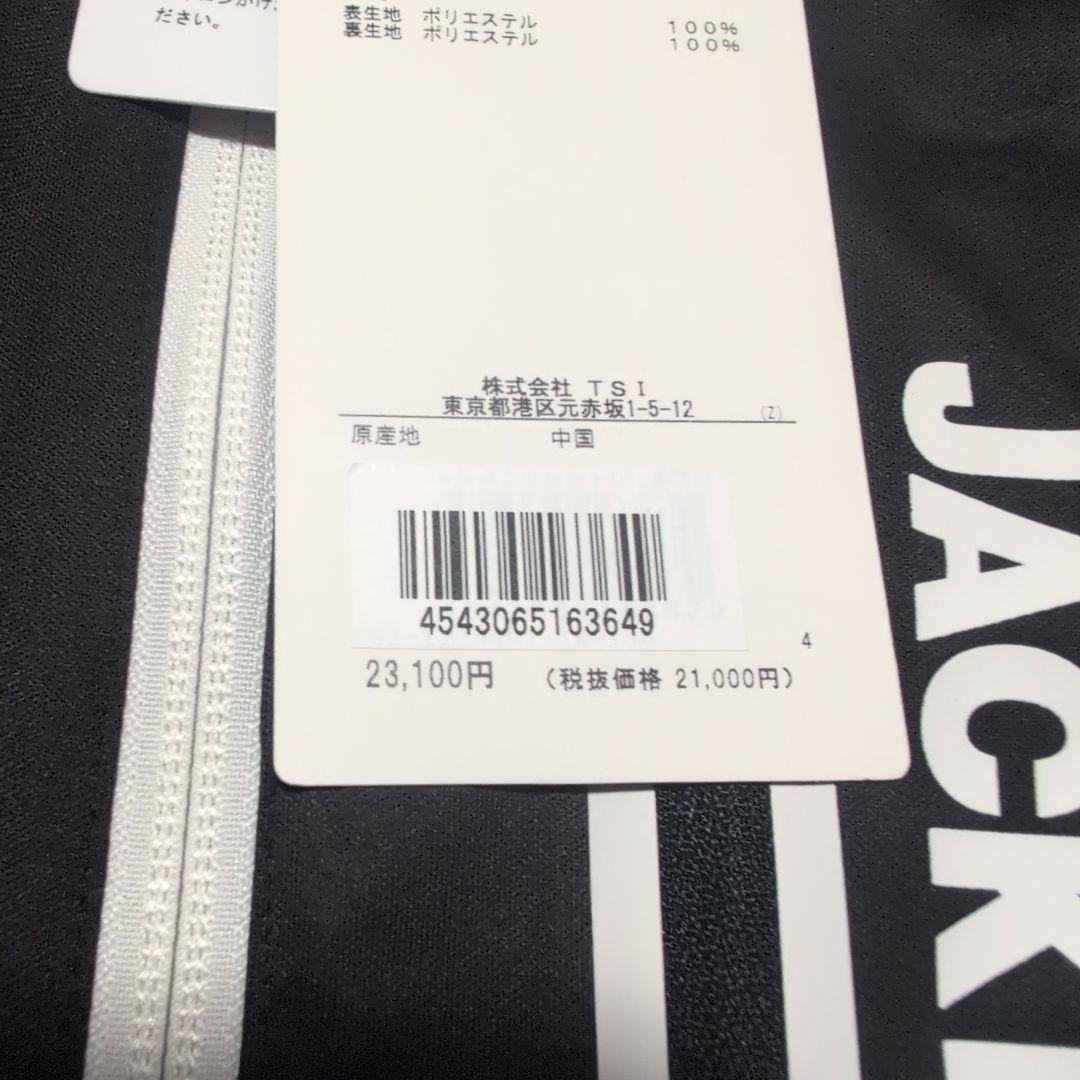 ださい。
表生地 ポリエステル 100%
裏生地 ポリエステル 100%
株式会社 TSI
東京都港区元赤坂1-5-12 (Z)
原産地 中国
4543065163649
4
23,100円 (税抜価格 21,000円)
JACK